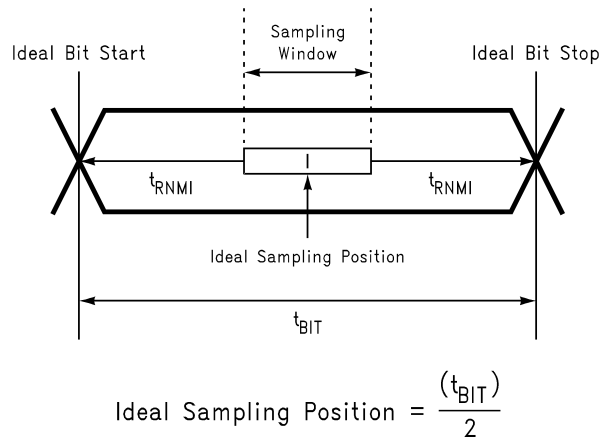 Sampling
Window
Ideal Bit Start
Ideal Bit Stop
t_RNMI
t_RNMI
Ideal Sampling Position
t_BIT
Ideal Sampling Position = (t_BIT) / 2